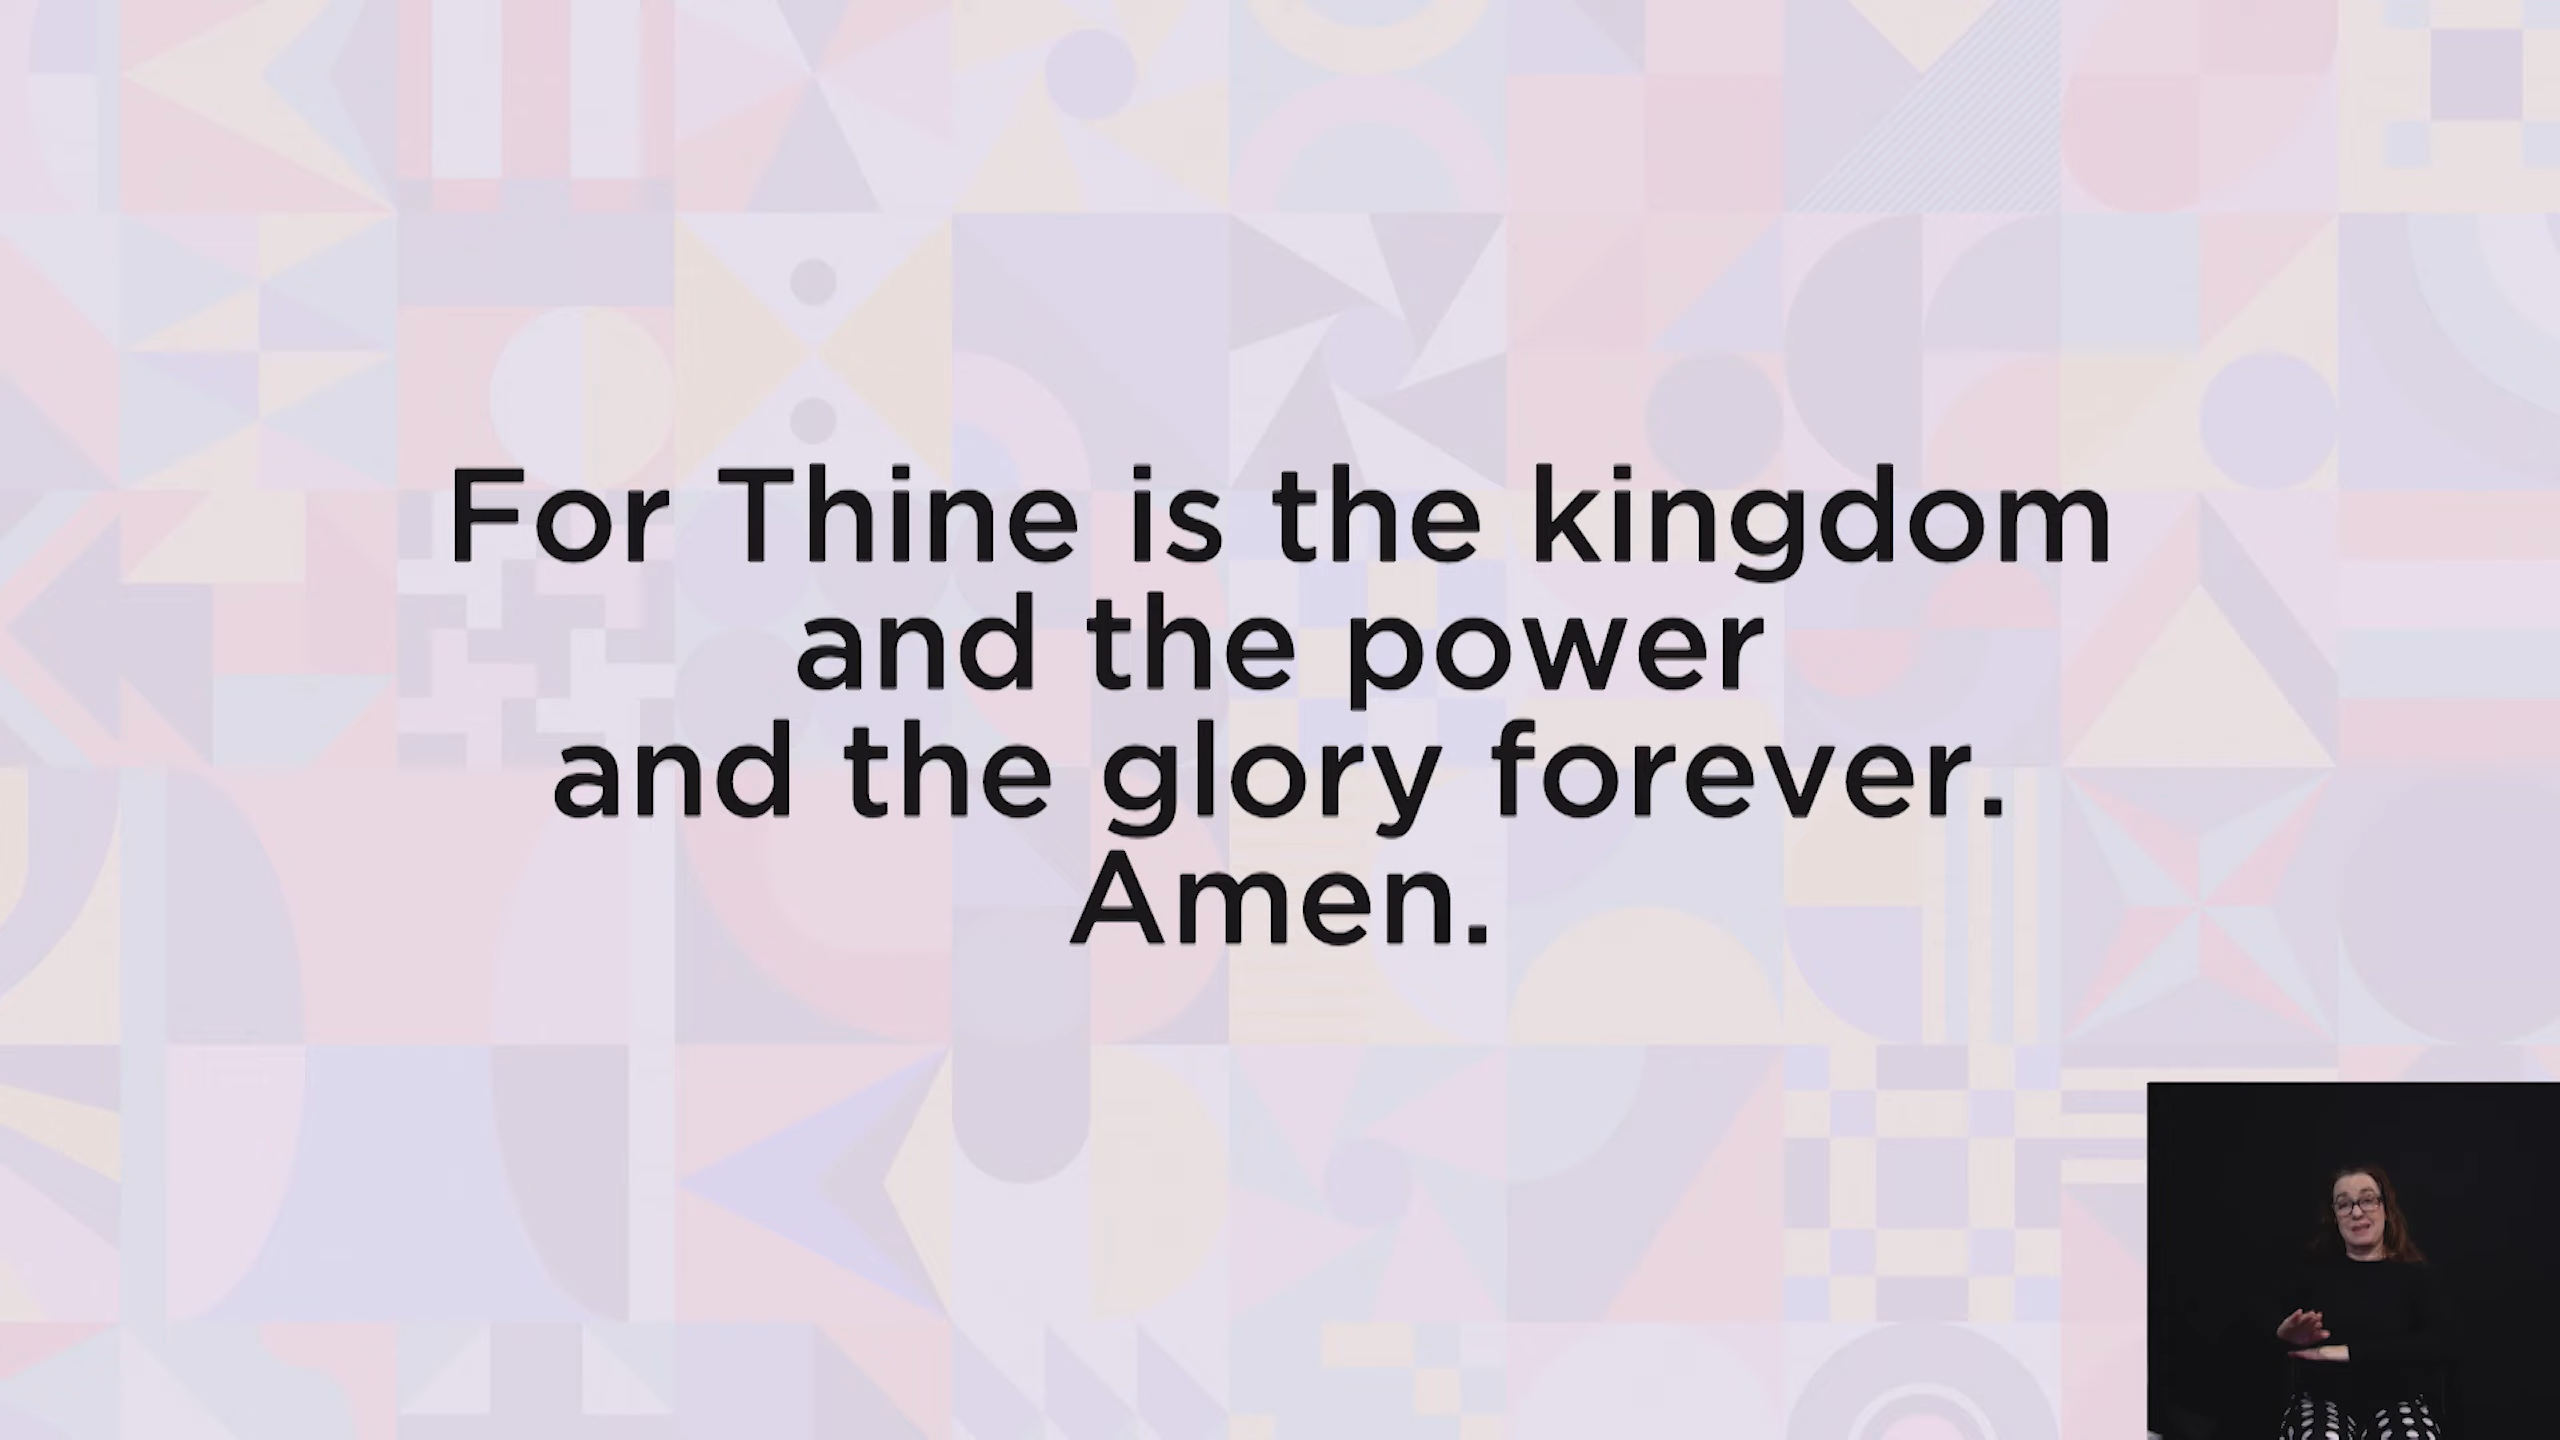 For Thine is the kingdom
and the power
and the glory forever.
Amen.